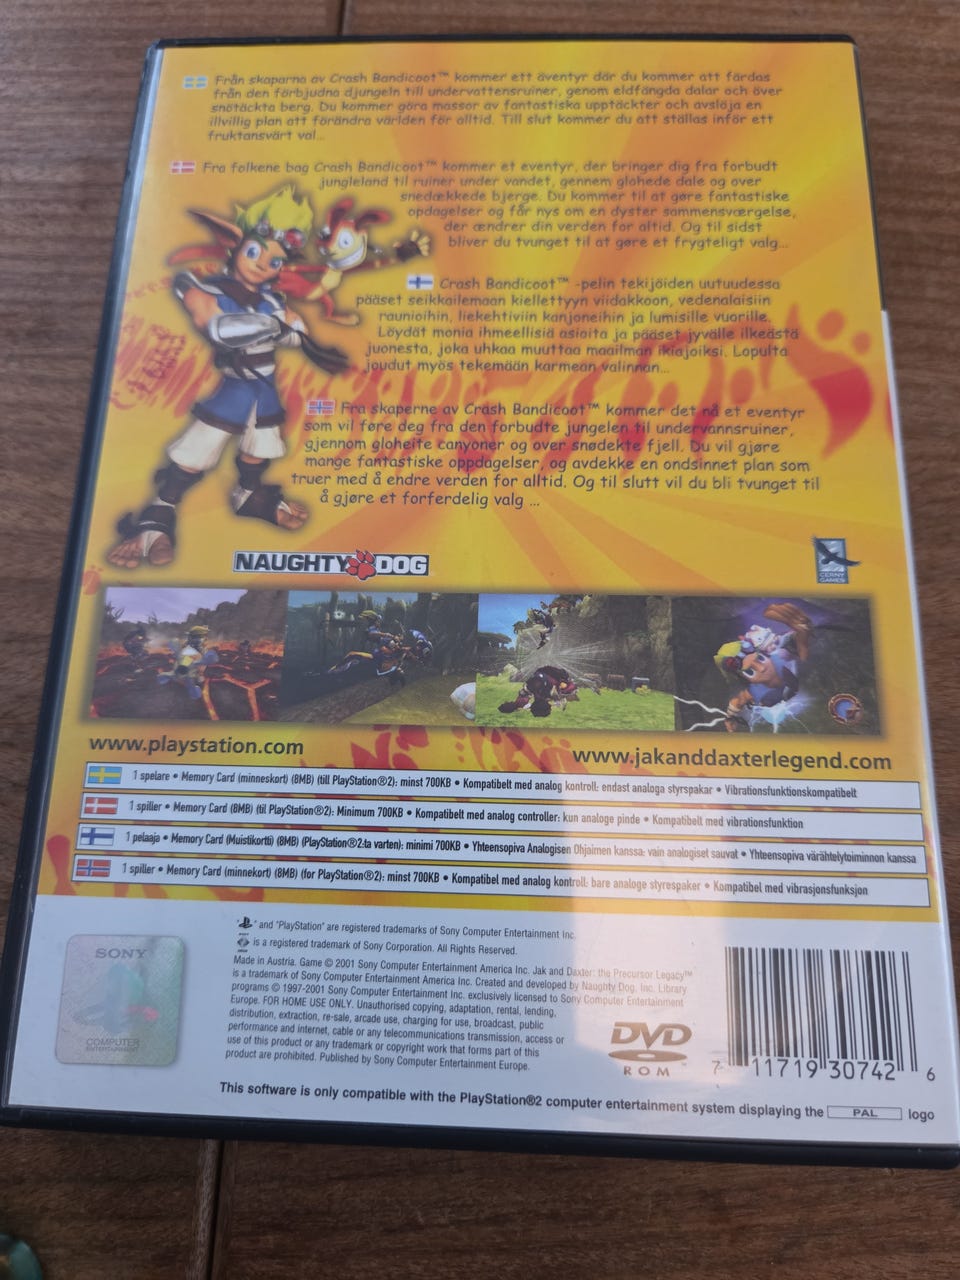 Från skaparna av Crash Bandicoot™ kommer ett äventyr där du kommer att färdas
från den förbjudna djungeln till undervattensruiner, genom eldfängda dalar och över
snötäckta berg. Du kommer göra massor av fantastiska upptäckter och avslöja en
illvillig plan att förändra världen för alltid. Till slut kommer du att ställas inför ett
fruktansvärt val...
Fra folkene bag Crash Bandicoot™ kommer et eventyr, der bringer dig fra forbudt
jungleland til ruiner under vandet, gennem glohede dale og over
snedækkede bjerge. Du kommer til at gøre fantastiske
opdagelser og får nys om en dyster sammensværgelse,
der ændrer din verden for altid. Og til sidst
bliver du tvunget til at gøre et frygteligt valg...
Crash Bandicoot™ -pelin tekijöiden uutuudessa
pääset seikkailemaan kiellettyyn viidakkoon, vedenalaisiin
raunioihin, liekehtiviin kanjoneihin ja lumisille vuorille.
Löydät monia ihmeellisiä asioita ja pääset jyvälle ilkeästä
juonesta, joka uhkaa muuttaa maailman ikiajoiksi. Lopulta
joudut myös tekemään karmean valinnan...
Fra skaperne av Crash Bandicoot™ kommer det nå et eventyr
som vil føre deg fra den forbudte jungelen til undervannsruiner,
gjennom gloheite canyoner og over snødekte fjell. Du vil gjøre
mange fantastiske oppdagelser, og avdekke en ondsinnet plan som
truer med å endre verden for alltid. Og til slutt vil du bli tvunget til
å gjøre et forferdelig valg ...
NAUGHTY DOG
CERNY
GAMES
www.playstation.com
www.jakanddaxterlegend.com
1 spelare • Memory Card (minneskort) (8MB) (till PlayStation®2): minst 700KB • Kompatibelt med analog kontroll: endast analoga styrspakar • Vibrationsfunktionskompatibelt
1 spiller • Memory Card (8MB) (til PlayStation®2): Minimum 700KB • Kompatibelt med analog controller: kun analoge pinde • Kompatibelt med vibrationsfunktion
1 pelaaja • Memory Card (Muistikortti) (8MB) (PlayStation®2:ta varten): minimi 700KB • Yhteensopiva Analogisen Ohjaimen kanssa: vain analogiset sauvat • Yhteensopiva värähtelytoiminnon kanssa
1 spiller • Memory Card (minnekort) (8MB) (for PlayStation®2): minst 700KB • Kompatibel med analog kontroll: bare analoge styrespaker • Kompatibel med vibrasjonsfunksjon
" " and "PlayStation" are registered trademarks of Sony Computer Entertainment Inc.
is a registered trademark of Sony Corporation. All Rights Reserved.
Made in Austria. Game © 2001 Sony Computer Entertainment America Inc. Jak and Daxter: the Precursor Legacy™
is a trademark of Sony Computer Entertainment America Inc. Created and developed by Naughty Dog, Inc. Library
programs © 1997-2001 Sony Computer Entertainment Inc. exclusively licensed to Sony Computer Entertainment
Europe. FOR HOME USE ONLY. Unauthorised copying, adaptation, rental, lending,
distribution, extraction, re-sale, arcade use, charging for use, broadcast, public
performance and internet, cable or any telecommunications transmission, access or
use of this product or any trademark or copyright work that forms part of this
product are prohibited. Published by Sony Computer Entertainment Europe.
SONY
COMPUTER
ENTERTAINMENT
DVD
ROM
7 11719 30742 6
This software is only compatible with the PlayStation®2 computer entertainment system displaying the PAL logo